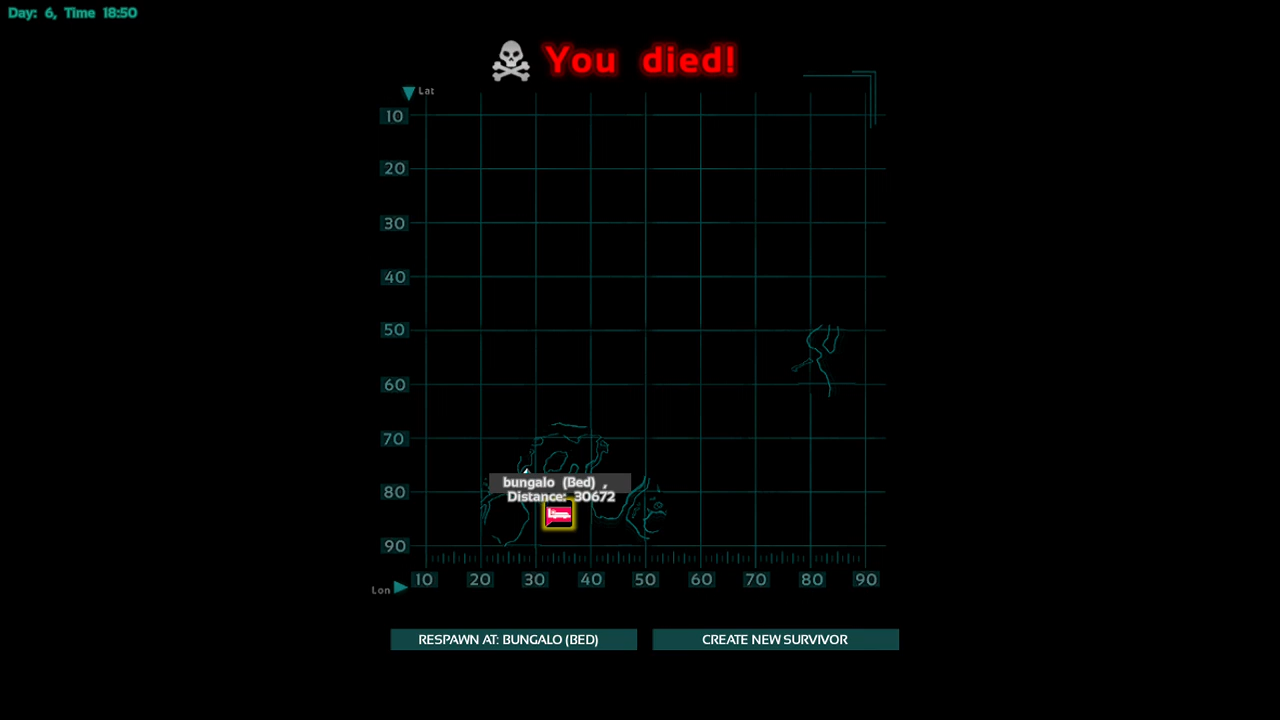 Day: 6, Time 18:50
You died!
Lat
10
20
30
40
50
60
70
80
90
bungalo (Bed) ,
Distance: 30672
Lon
10 20 30 40 50 60 70 80 90
RESPAWN AT: BUNGALO (BED)
CREATE NEW SURVIVOR